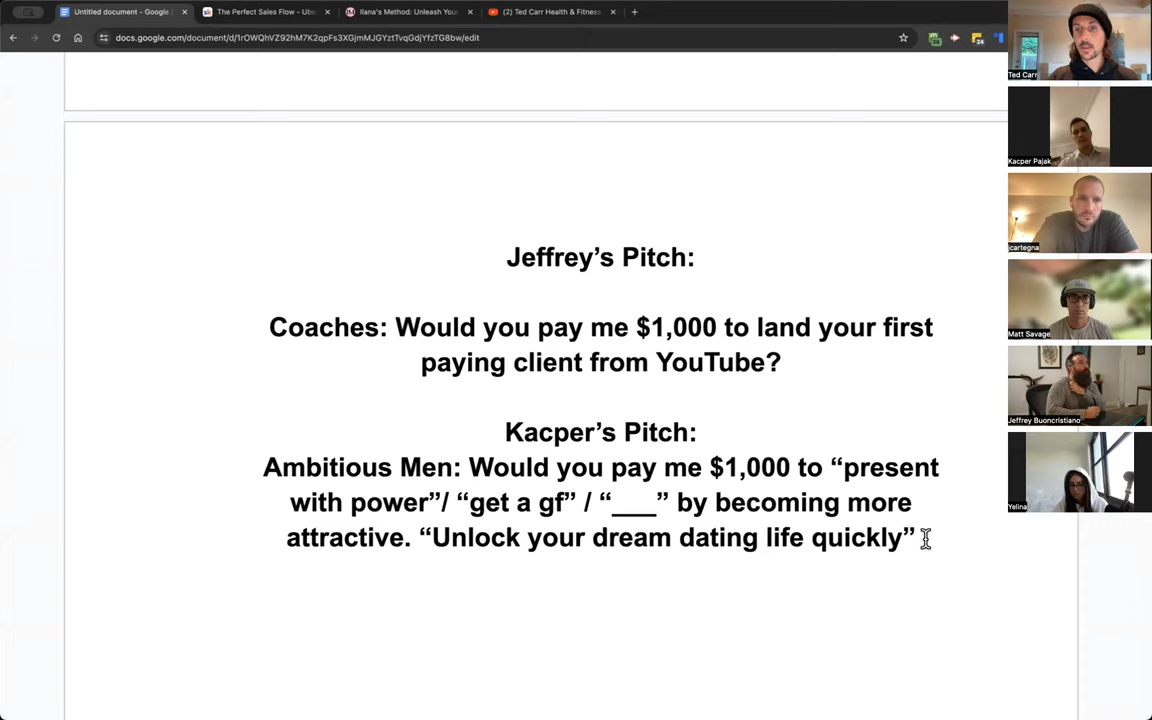 Untitled document - Google
The Perfect Sales Flow - Ube
Ilana's Method: Unleash You
(2) Ted Carr Health & Fitness
docs.google.com/document/d/1rOWQhVZ92hM7K2qpFs3XGjmMJGYztTvqGdjYfzTG8bw/edit
Jeffrey’s Pitch:
Coaches: Would you pay me $1,000 to land your first
paying client from YouTube?
Kacper’s Pitch:
Ambitious Men: Would you pay me $1,000 to “present
with power”/ “get a gf” / “___” by becoming more
attractive. “Unlock your dream dating life quickly”
Ted Carr
Kacper Pajak
jcartegna
Matt Savage
Jeffrey Buoncristiano
Yelina